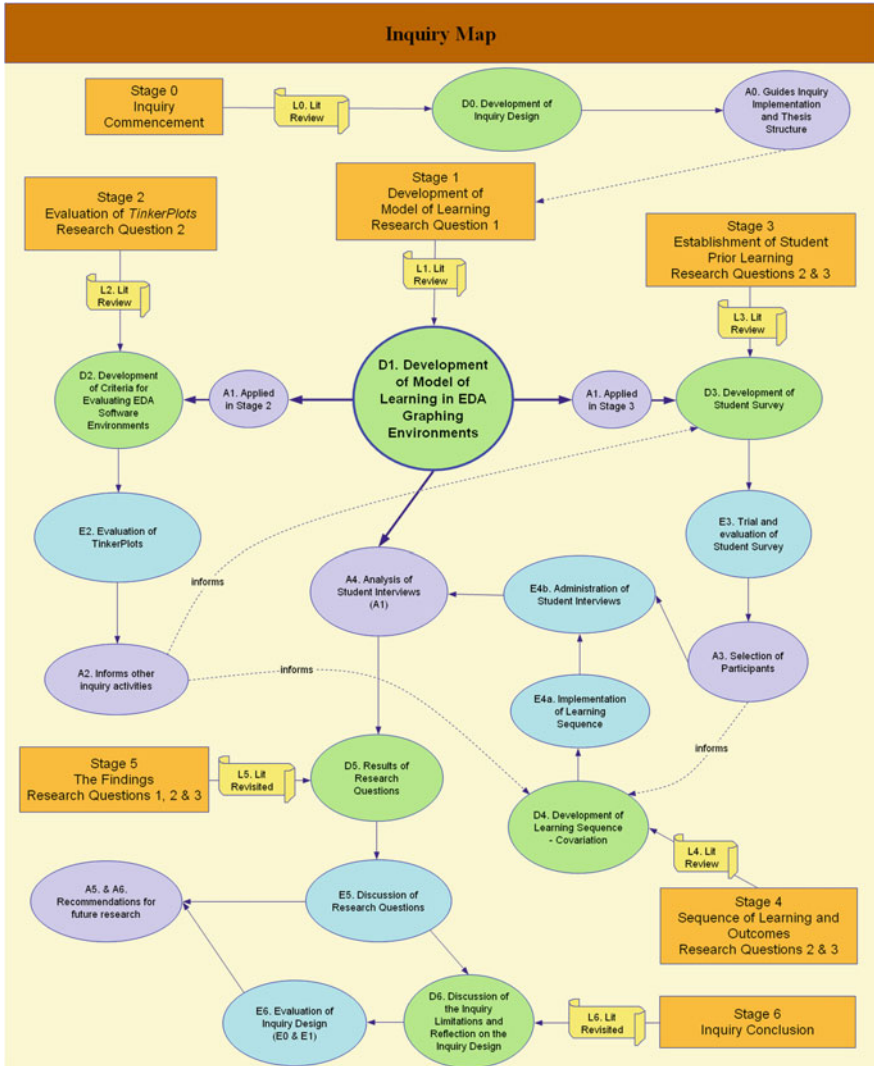 Inquiry Map
Stage 0
Inquiry
Commencement
L0. Lit
Review
D0. Development of
Inquiry Design
A0. Guides Inquiry
Implementation
and Thesis
Structure
Stage 2
Evaluation of TinkerPlots
Research Question 2
Stage 1
Development of
Model of Learning
Research Question 1
Stage 3
Establishment of Student
Prior Learning
Research Questions 2 & 3
L2. Lit
Review
L1. Lit
Review
L3. Lit
Review
D2. Development
of Criteria for
Evaluating EDA
Software
Environments
A1. Applied
in Stage 2
D1. Development
of Model of
Learning in EDA
Graphing
Environments
A1. Applied
in Stage 3
D3. Development of
Student Survey
E2. Evaluation of
TinkerPlots
E3. Trial and
evaluation of
Student Survey
informs
A4. Analysis of
Student Interviews
(A1)
E4b. Administration of
Student Interviews
A2. Informs other
inquiry activities
informs
A3. Selection of
Participants
E4a. Implementation
of Learning
Sequence
informs
Stage 5
The Findings
Research Questions 1, 2 & 3
L5. Lit
Revisited
D5. Results of
Research
Questions
D4. Development of
Learning Sequence
- Covariation
L4. Lit
Review
A5. & A6.
Recommendations for
future research
E5. Discussion of
Research Questions
Stage 4
Sequence of Learning and
Outcomes
Research Questions 2 & 3
E6. Evaluation of
Inquiry Design
(E0 & E1)
D6. Discussion of
the Inquiry
Limitations and
Reflection on the
Inquiry Design
L6. Lit
Revisited
Stage 6
Inquiry Conclusion